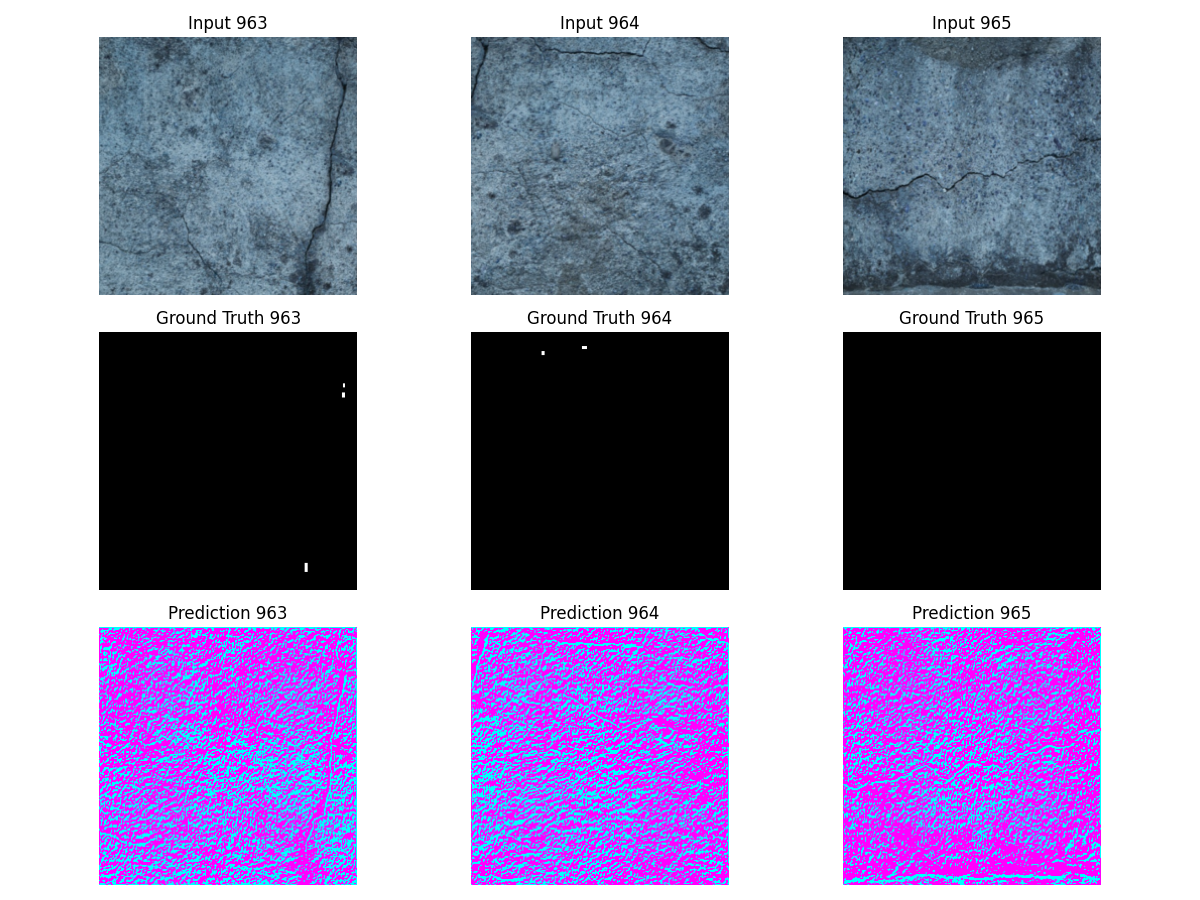 Input 963
Input 964
Input 965
Ground Truth 963
Ground Truth 964
Ground Truth 965
Prediction 963
Prediction 964
Prediction 965